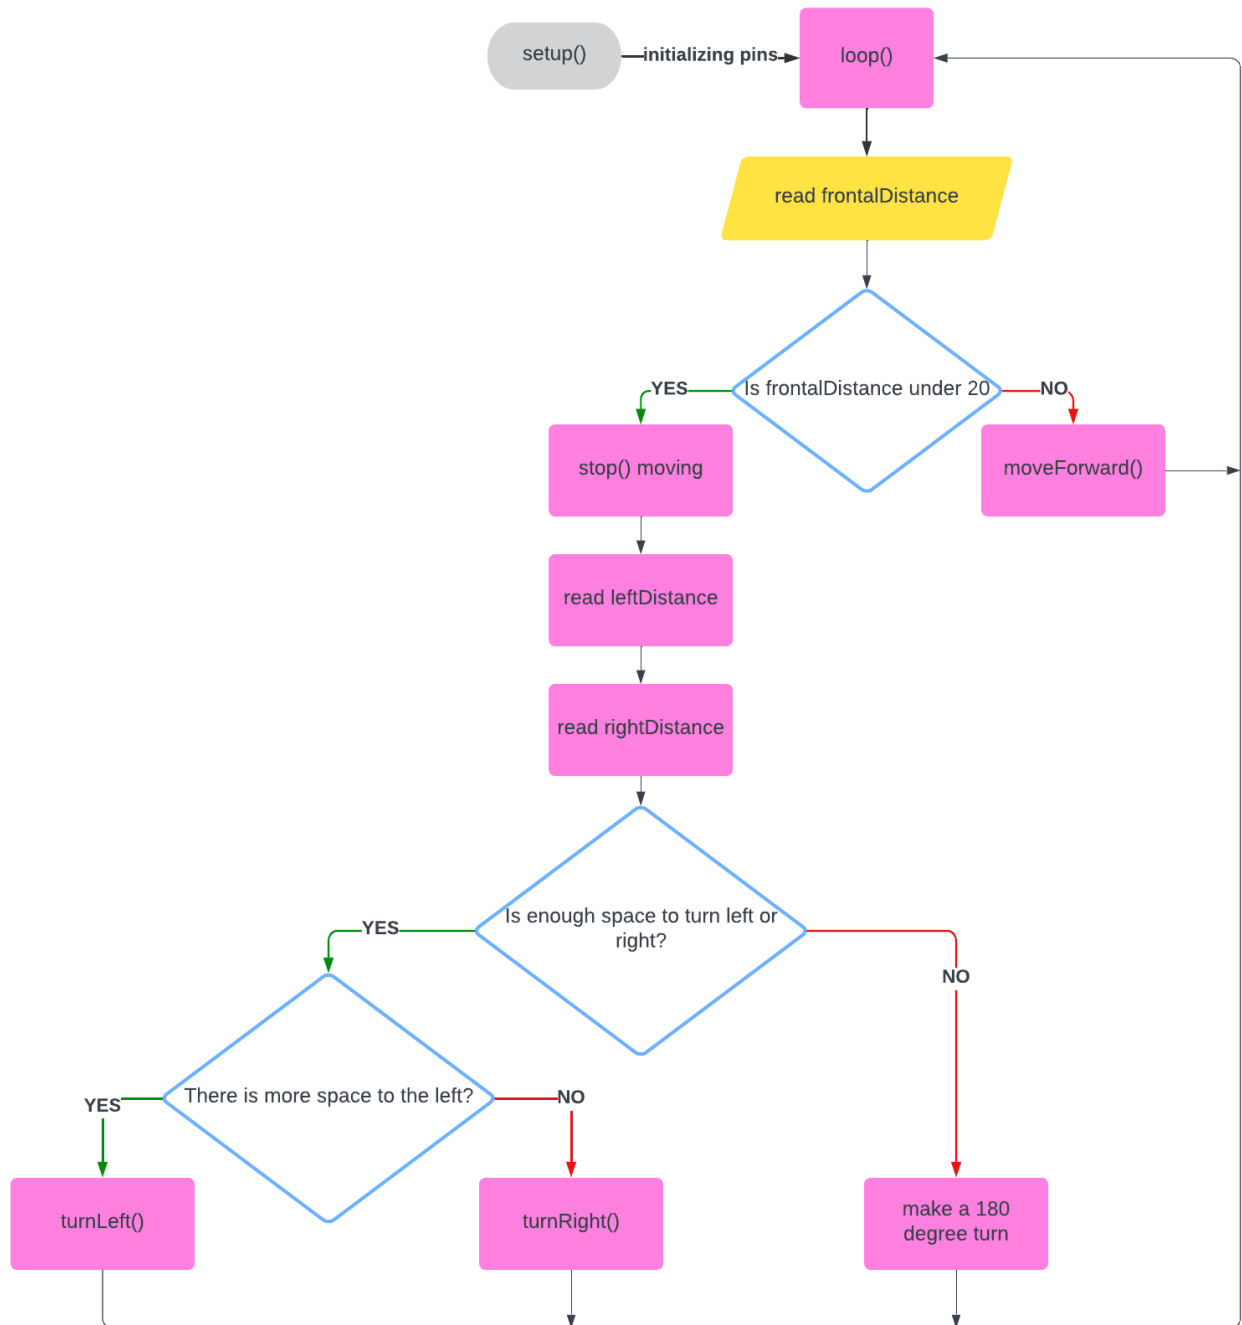 setup()
initializing pins
loop()
read frontalDistance
Is frontalDistance under 20
YES
NO
stop() moving
moveForward()
read leftDistance
read rightDistance
Is enough space to turn left or
right?
YES
NO
There is more space to the left?
YES
NO
turnLeft()
turnRight()
make a 180
degree turn